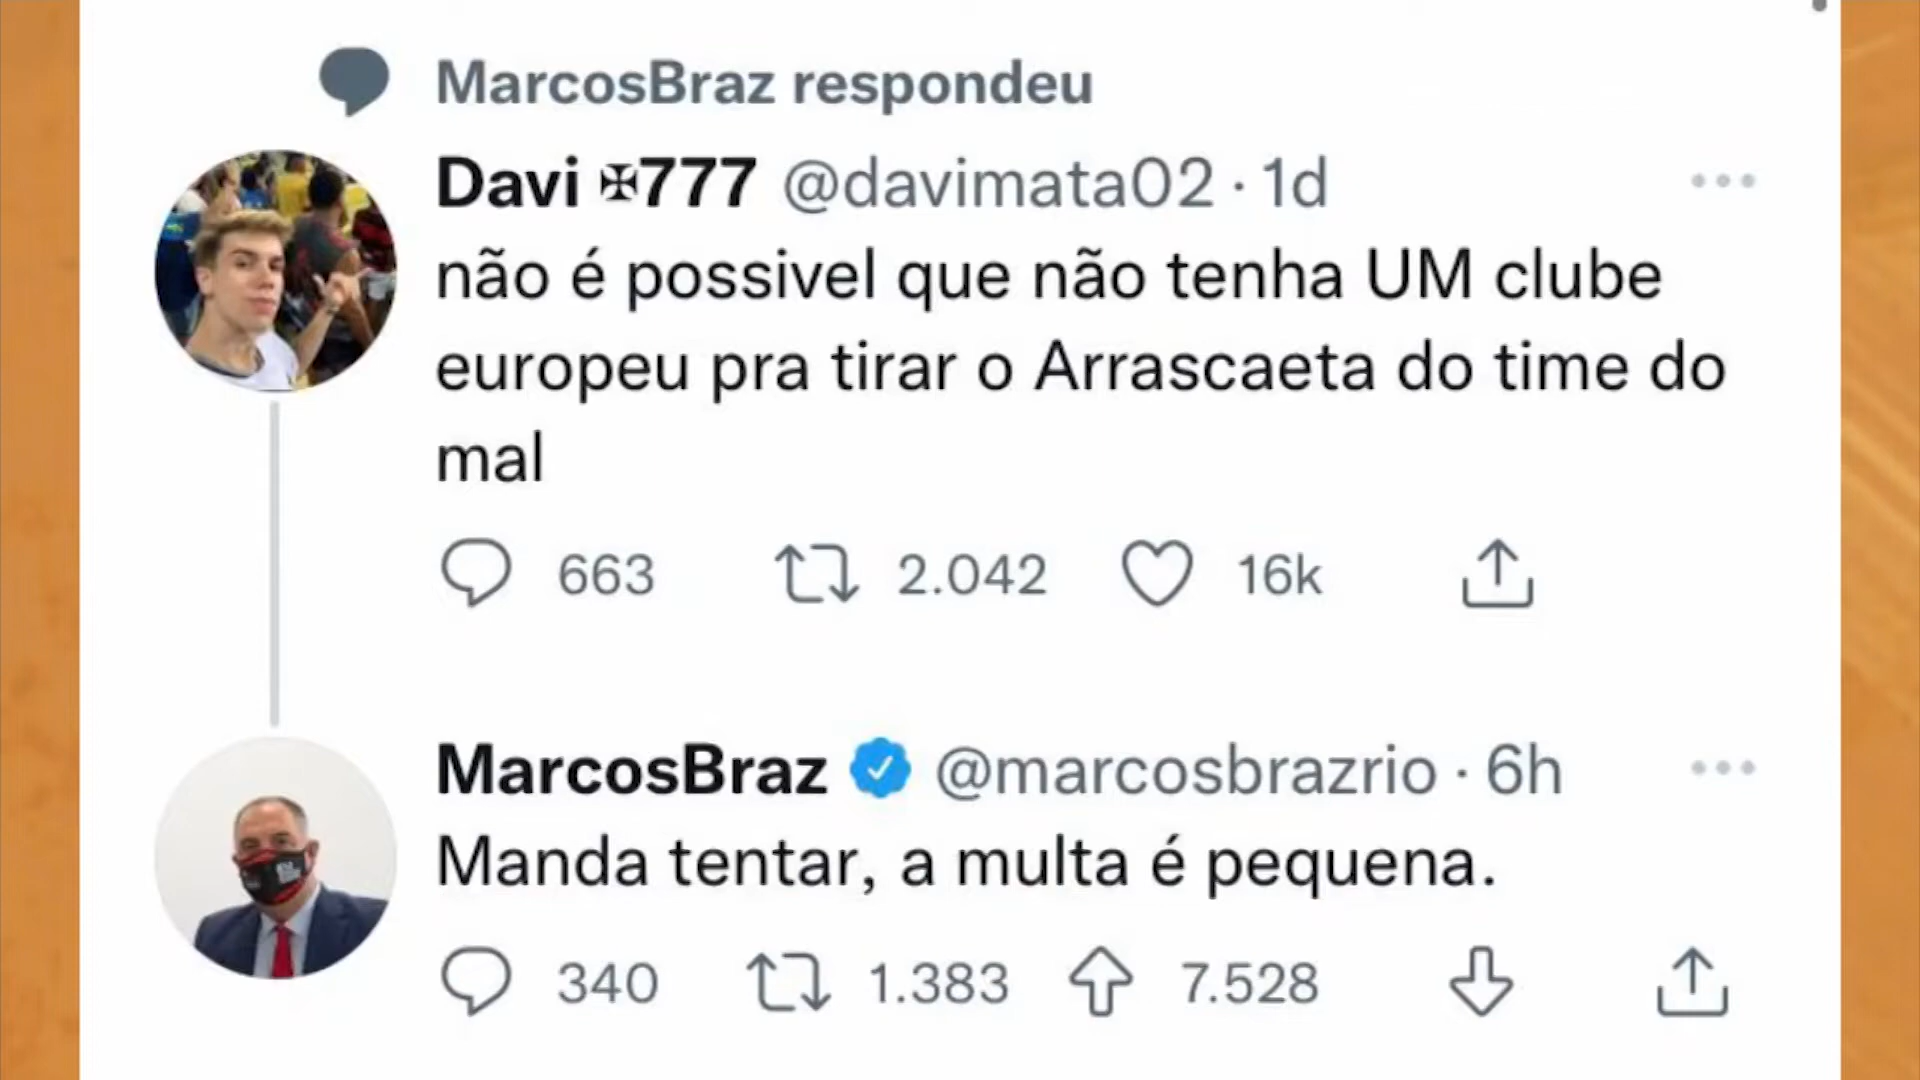 MarcosBraz respondeu
Davi ✠777 @davimata02 · 1d
não é possivel que não tenha UM clube
europeu pra tirar o Arrascaeta do time do
mal
663 2.042 16k
MarcosBraz @marcosbrazrio · 6h
Manda tentar, a multa é pequena.
340 1.383 7.528